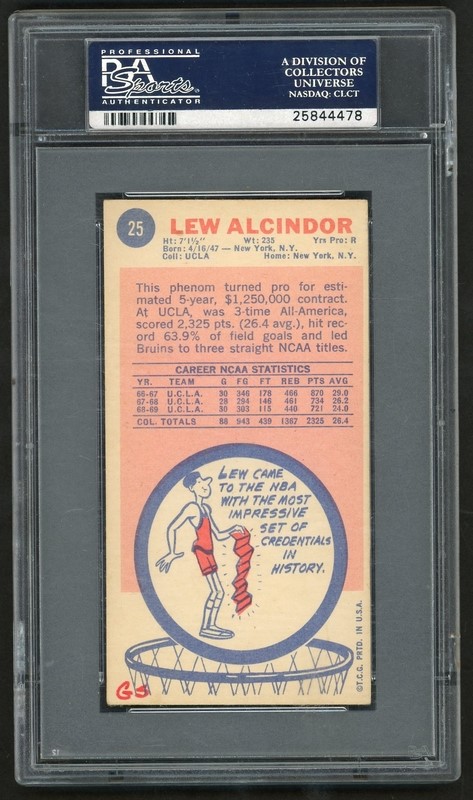 PROFESSIONAL
PSA
Sports
AUTHENTICATOR
A DIVISION OF
COLLECTORS
UNIVERSE
NASDAQ: CLCT
25844478
25
LEW ALCINDOR
Ht: 7'1½" Wt: 235 Yrs Pro: R
Born: 4/16/47 — New York, N.Y.
Coll: UCLA Home: New York, N.Y.
This phenom turned pro for esti-
mated 5-year, $1,250,000 contract.
At UCLA, was 3-time All-America,
scored 2,325 pts. (26.4 avg.), hit rec-
ord 63.9% of field goals and led
Bruins to three straight NCAA titles.
CAREER NCAA STATISTICS
YR. TEAM G FG FT REB PTS AVG
66-67 U.C.L.A. 30 346 178 466 870 29.0
67-68 U.C.L.A. 28 294 146 461 734 26.2
68-69 U.C.L.A. 30 303 115 440 721 24.0
COL. TOTALS 88 943 439 1367 2325 26.4
LEW CAME
TO THE NBA
WITH THE MOST
IMPRESSIVE
SET OF
CREDENTIALS
IN
HISTORY.
©T.C.G. PRTD. IN U.S.A.
GS